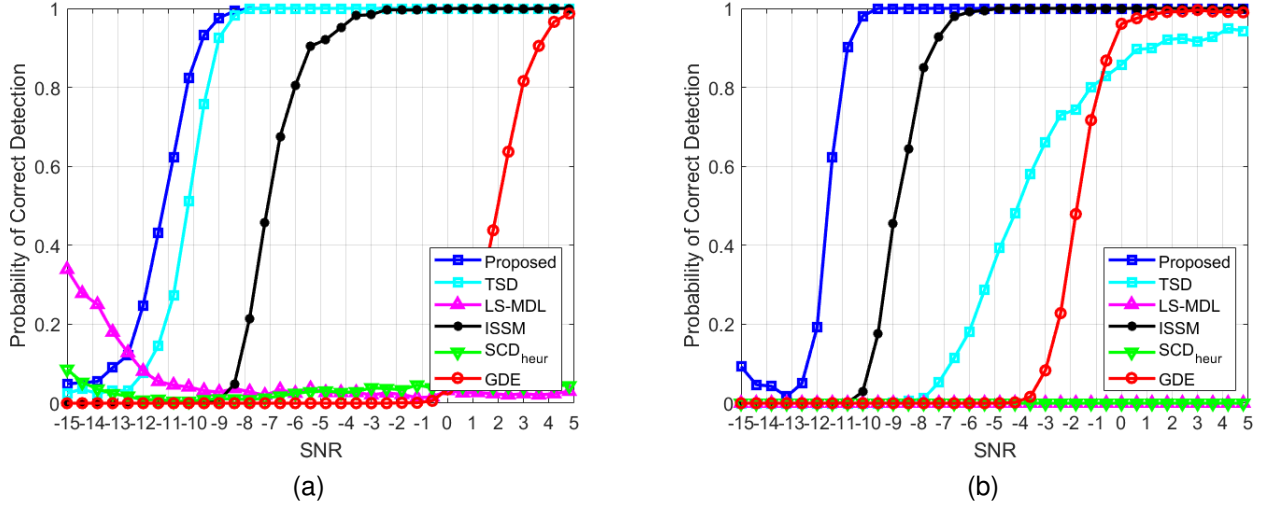 Probability of Correct Detection
1
0.8
0.6
0.4
0.2
0
-15 -14 -13 -12 -11 -10 -9 -8 -7 -6 -5 -4 -3 -2 -1 0 1 2 3 4 5
SNR
Proposed
TSD
LS-MDL
ISSM
SCDheur
GDE
(a)
Probability of Correct Detection
1
0.8
0.6
0.4
0.2
0
-15 -14 -13 -12 -11 -10 -9 -8 -7 -6 -5 -4 -3 -2 -1 0 1 2 3 4 5
SNR
Proposed
TSD
LS-MDL
ISSM
SCDheur
GDE
(b)